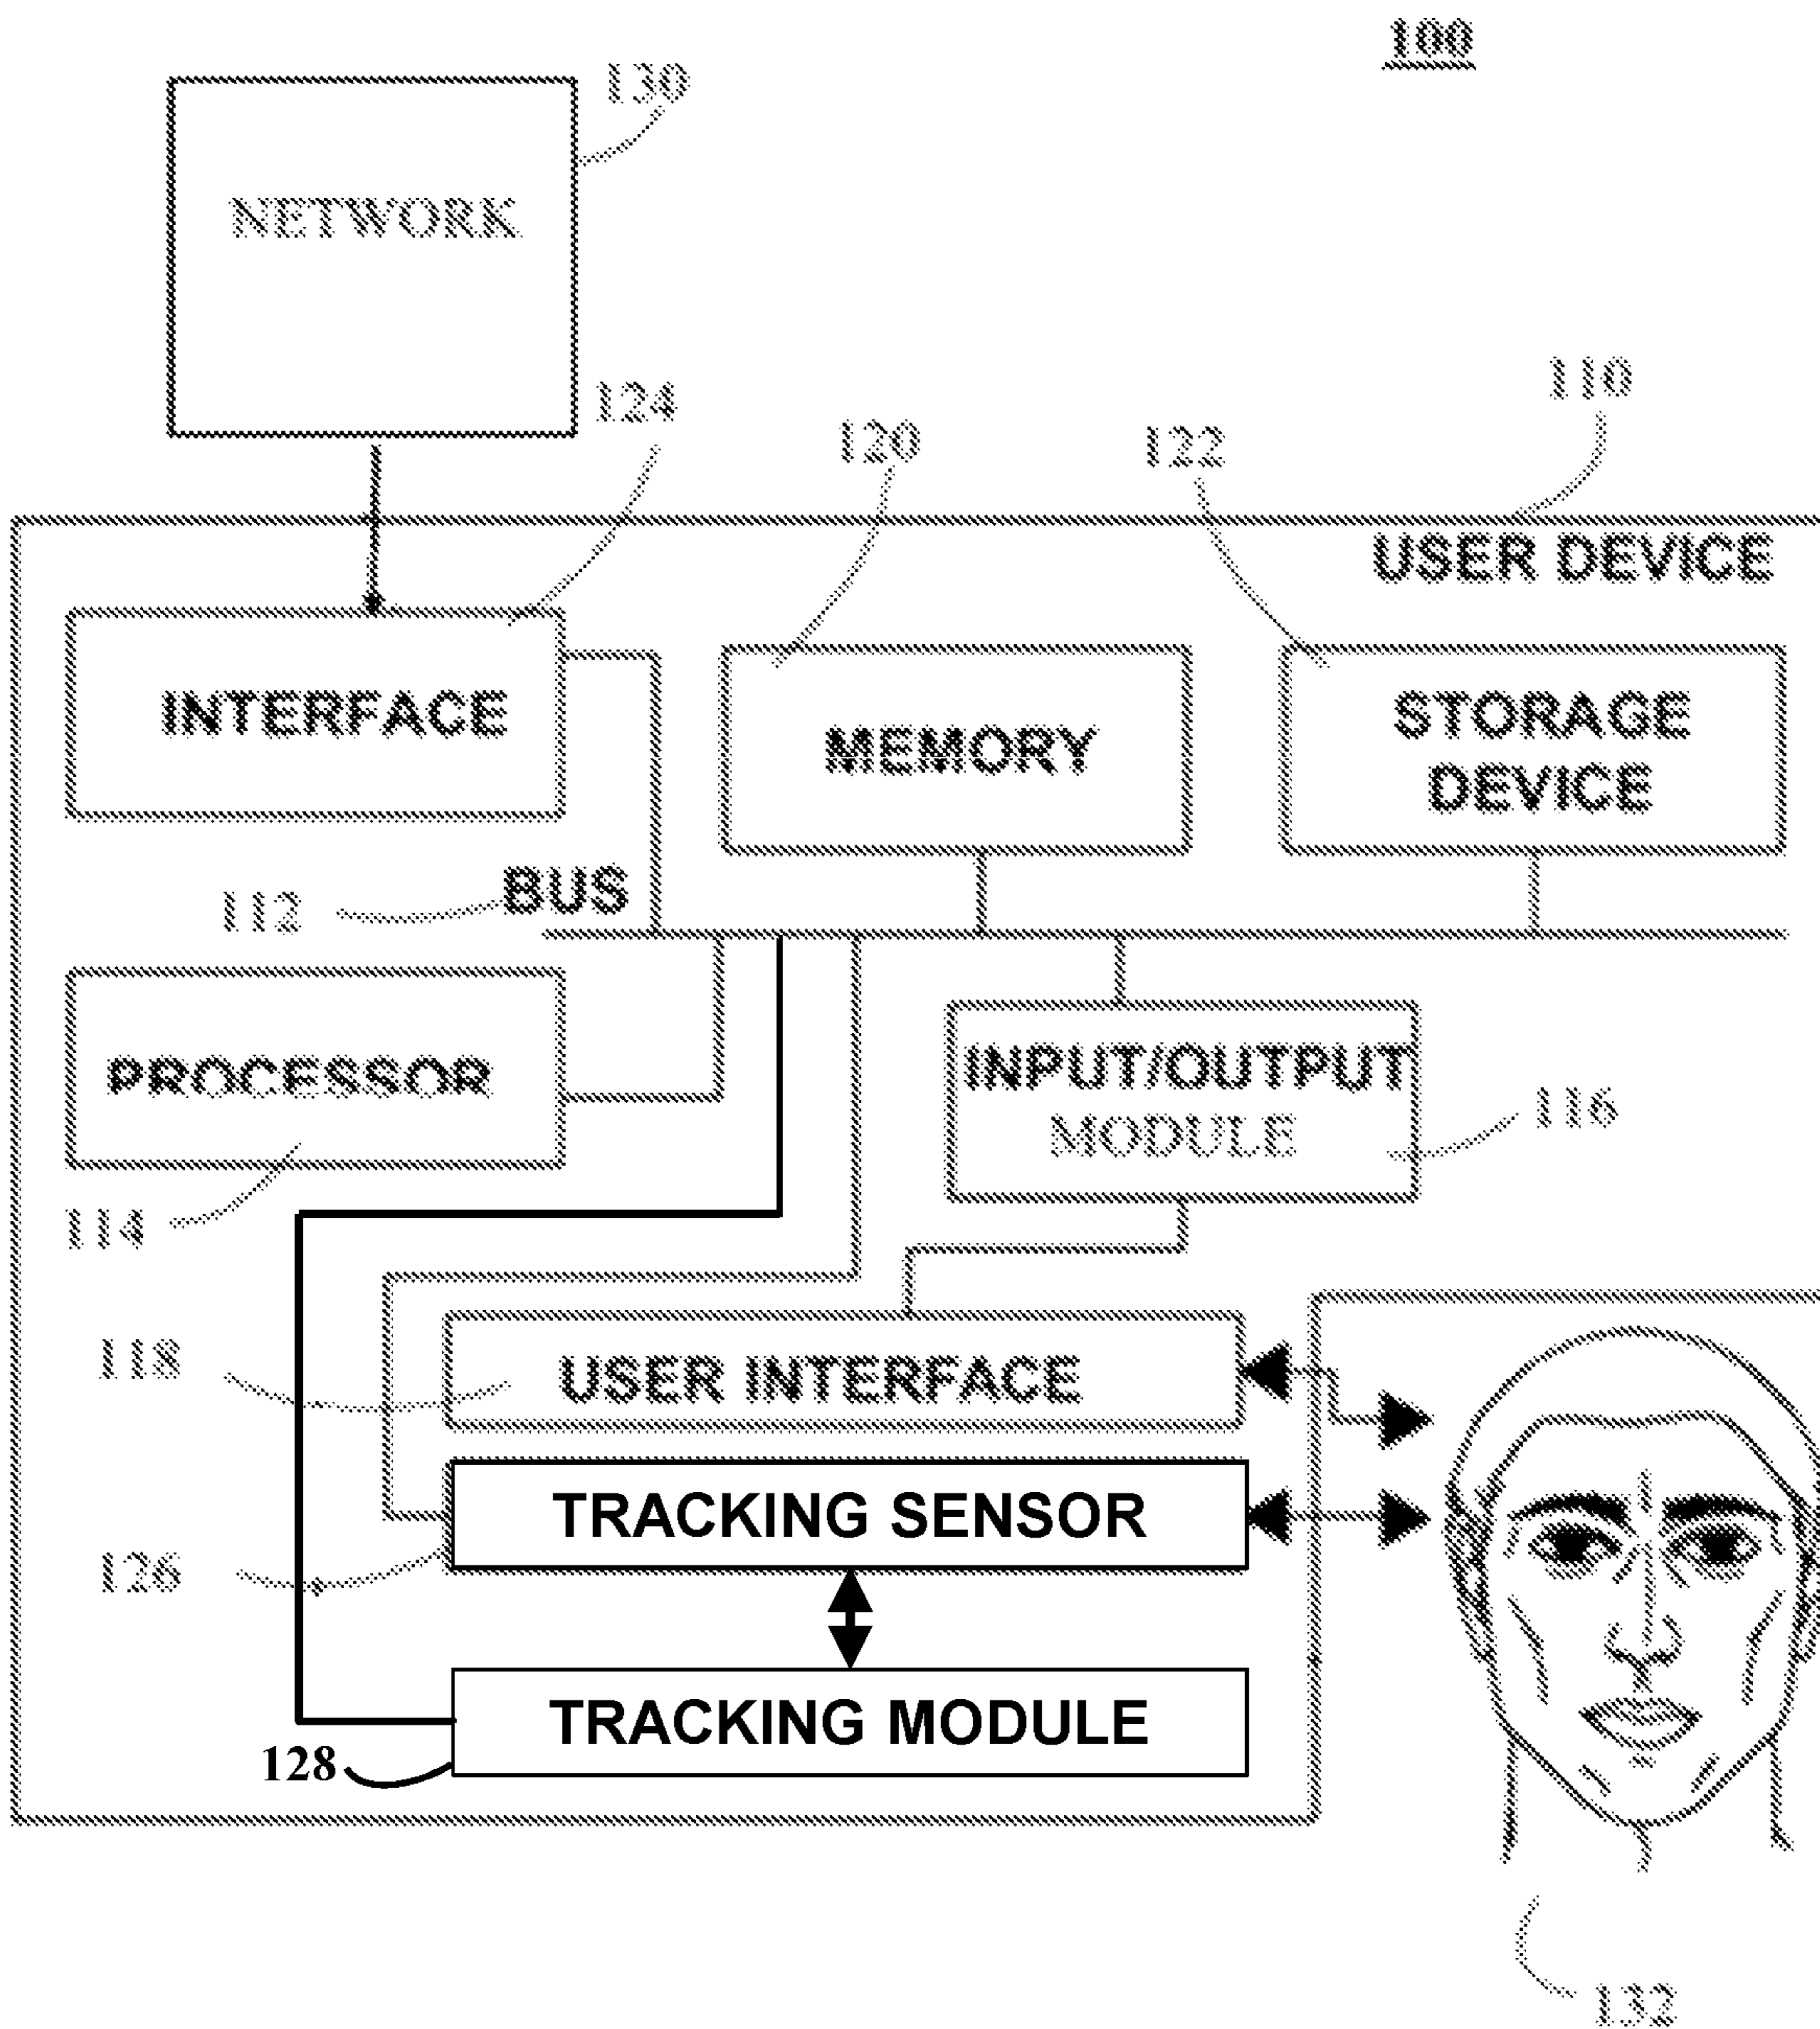 100
130
NETWORK
124
110
120
122
USER DEVICE
INTERFACE
MEMORY
STORAGE
DEVICE
BUS
112
PROCESSOR
INPUT/OUTPUT
MODULE
116
114
118
USER INTERFACE
TRACKING SENSOR
126
TRACKING MODULE
128
132